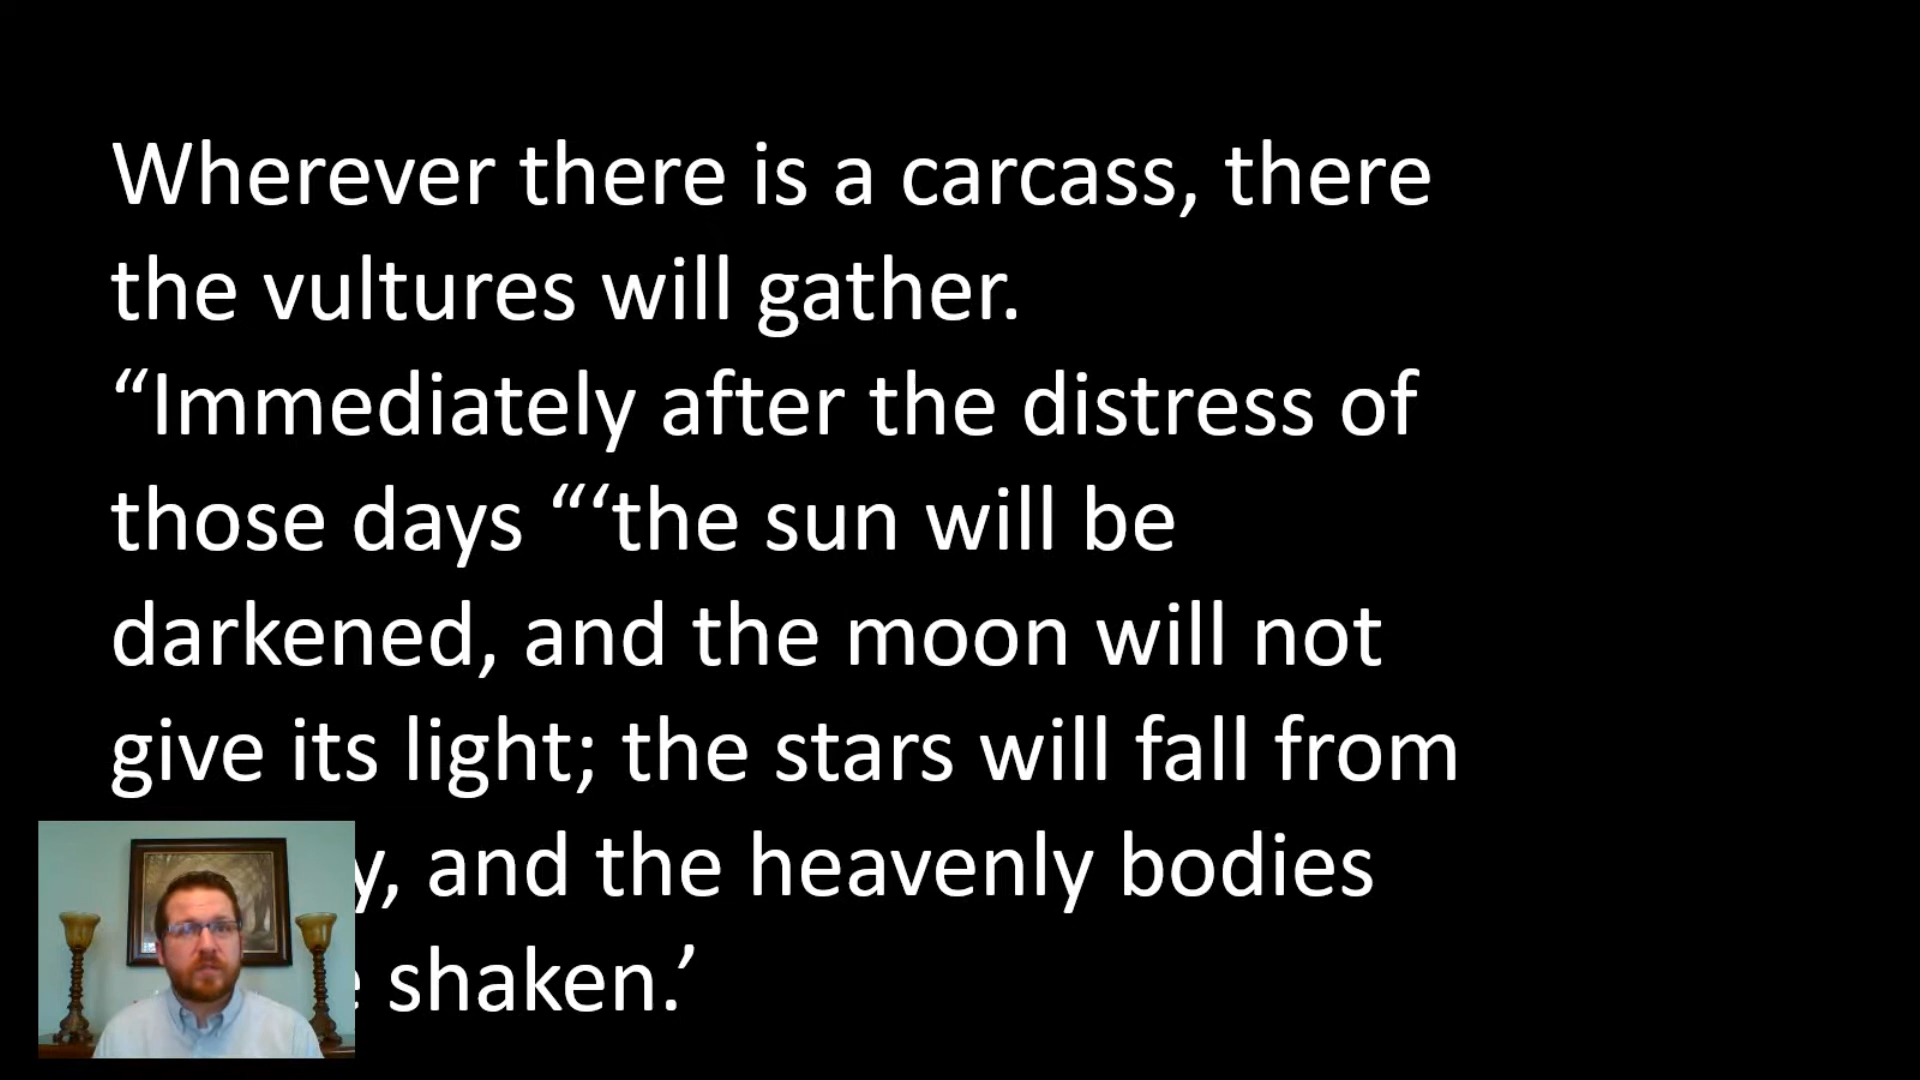 Wherever there is a carcass, there
the vultures will gather.
“Immediately after the distress of
those days “‘the sun will be
darkened, and the moon will not
give its light; the stars will fall from
and the heavenly bodies
shaken.’